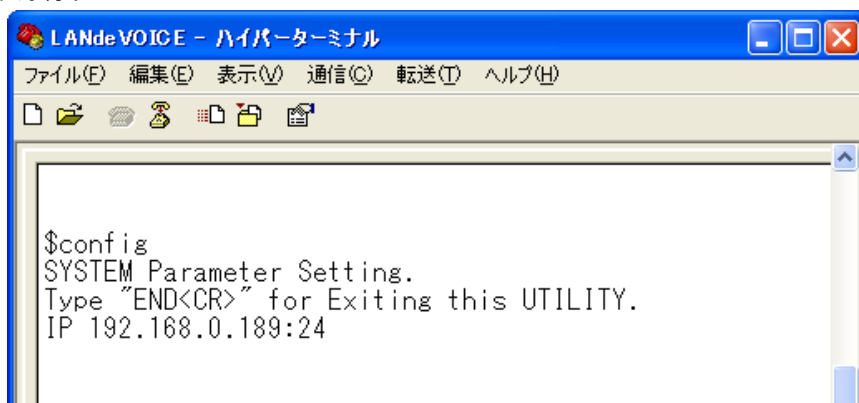 LANdeVOICE - ハイパーターミナル
ファイル(F) 編集(E) 表示(V) 通信(C) 転送(T) ヘルプ(H)
$config
SYSTEM Parameter Setting.
Type "END<CR>" for Exiting this UTILITY.
IP 192.168.0.189:24